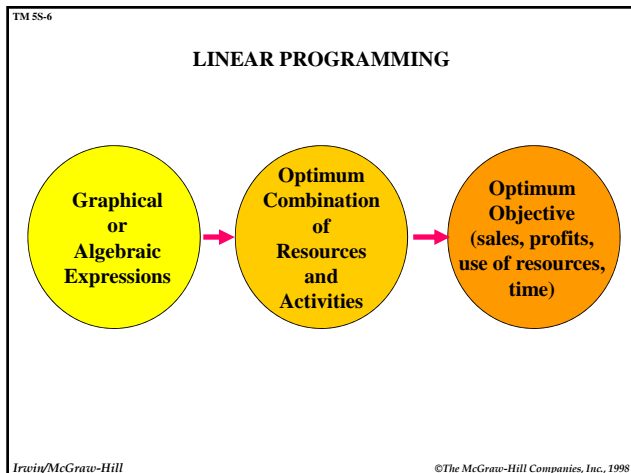 TM 5S-6
LINEAR PROGRAMMING
Graphical
or
Algebraic
Expressions
Optimum
Combination
of
Resources
and
Activities
Optimum
Objective
(sales, profits,
use of resources,
time)
Irwin/McGraw-Hill
©The McGraw-Hill Companies, Inc., 1998